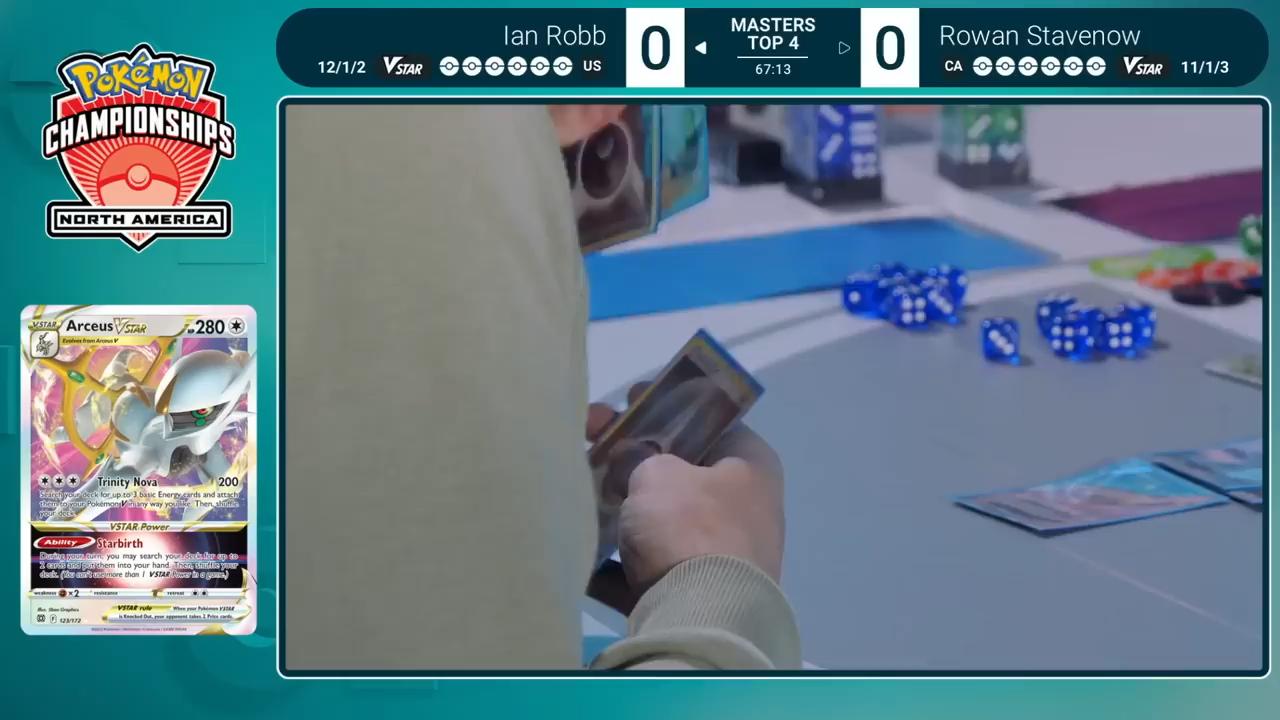 Ian Robb
0
MASTERS
TOP 4
67:13
0
Rowan Stavenow
12/1/2
VSTAR
US
CA
VSTAR
11/1/3
Pokémon
CHAMPIONSHIPS
NORTH AMERICA
VSTAR
Arceus VSTAR
HP 280
Evolves from Arceus V
Trinity Nova 200
Search your deck for up to 3 basic Energy cards and attach
them to your Pokémon V in any way you like. Then, shuffle
your deck.
VSTAR Power
Ability Starbirth
During your turn, you may search your deck for up to
2 cards and put them into your hand. Then, shuffle your
deck. (You can't use more than 1 VSTAR Power in a game.)
weakness ×2 resistance retreat
VSTAR rule
When your Pokémon VSTAR
is Knocked Out, your opponent takes 2 Prize cards.
F 123/172